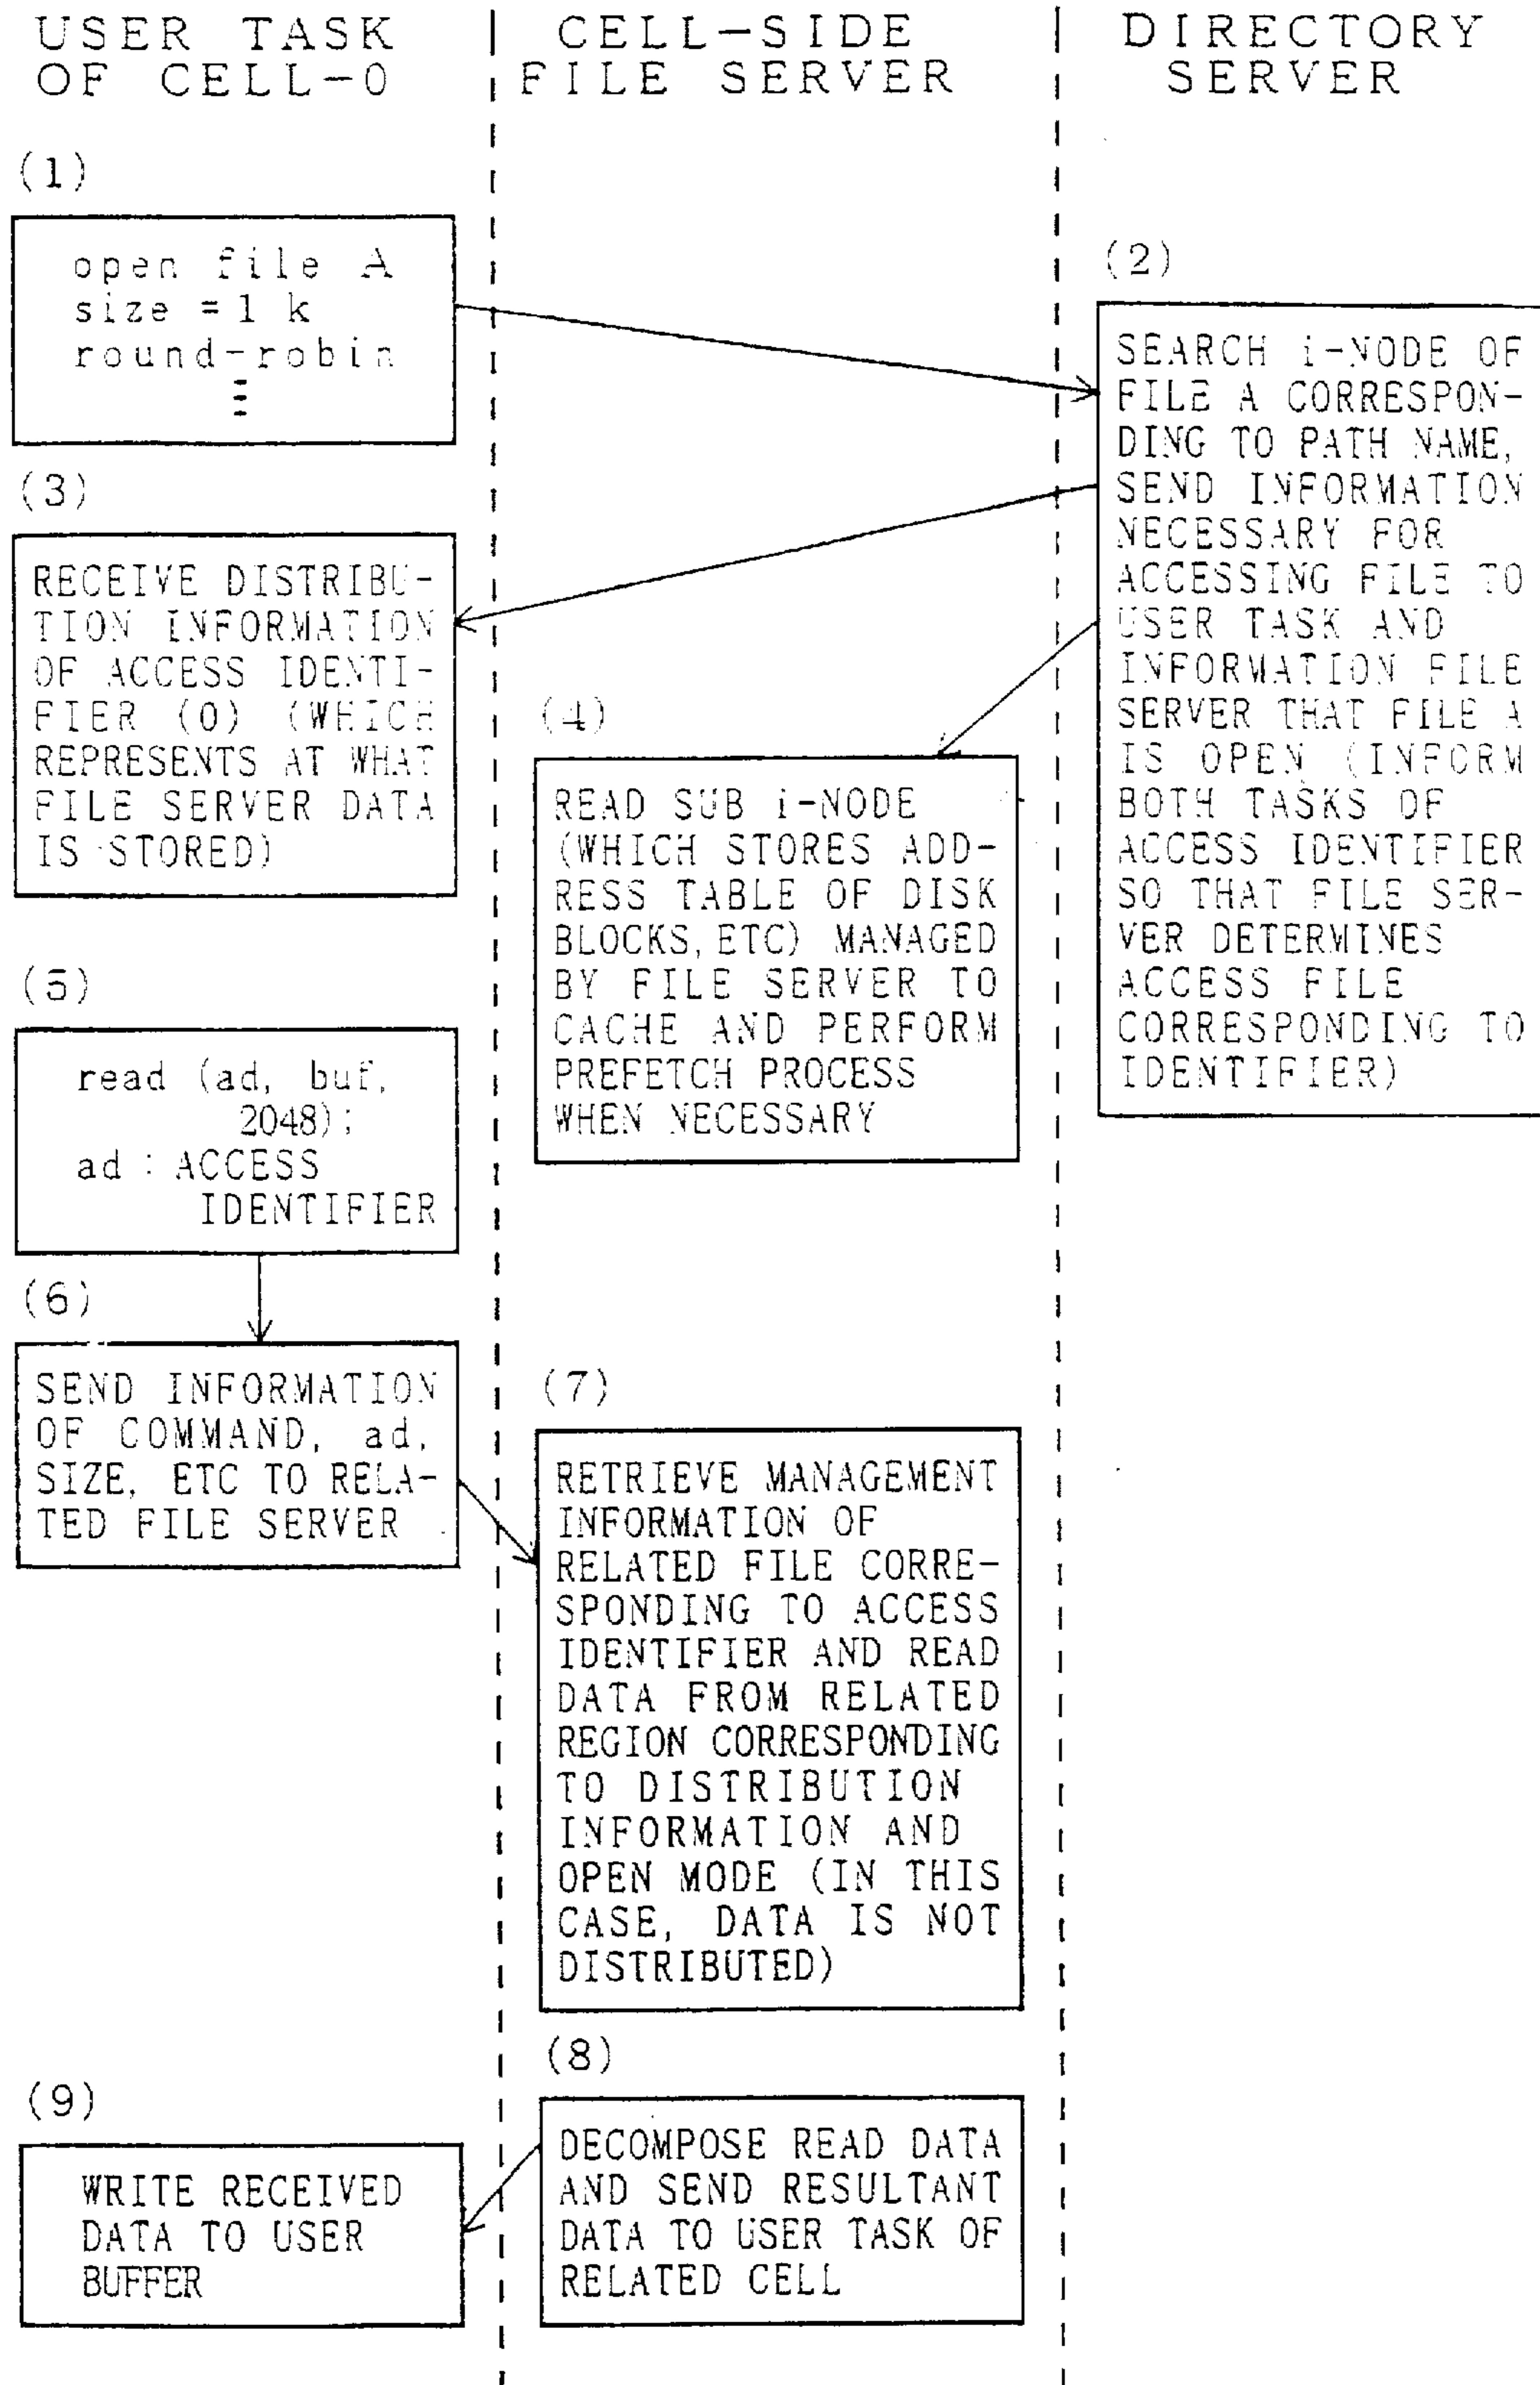 USER TASK
OF CELL-0
CELL-SIDE
FILE SERVER
DIRECTORY
SERVER
(1)
open file A
size = 1 k
round-robin
(2)
SEARCH i-NODE OF
FILE A CORRESPON-
DING TO PATH NAME,
SEND INFORMATION
NECESSARY FOR
ACCESSING FILE TO
USER TASK AND
INFORMATION FILE
SERVER THAT FILE A
IS OPEN (INFORM
BOTH TASKS OF
ACCESS IDENTIFIER
SO THAT FILE SER-
VER DETERMINES
ACCESS FILE
CORRESPONDING TO
IDENTIFIER)
(3)
RECEIVE DISTRIBU-
TION INFORMATION
OF ACCESS IDENTI-
FIER (0) (WHICH
REPRESENTS AT WHAT
FILE SERVER DATA
IS STORED)
(4)
READ SUB i-NODE
(WHICH STORES ADD-
RESS TABLE OF DISK
BLOCKS, ETC) MANAGED
BY FILE SERVER TO
CACHE AND PERFORM
PREFETCH PROCESS
WHEN NECESSARY
(5)
read (ad, buf,
2048);
ad : ACCESS
IDENTIFIER
(6)
SEND INFORMATION
OF COMMAND, ad,
SIZE, ETC TO RELA-
TED FILE SERVER
(7)
RETRIEVE MANAGEMENT
INFORMATION OF
RELATED FILE CORRE-
SPONDING TO ACCESS
IDENTIFIER AND READ
DATA FROM RELATED
REGION CORRESPONDING
TO DISTRIBUTION
INFORMATION AND
OPEN MODE (IN THIS
CASE, DATA IS NOT
DISTRIBUTED)
(8)
DECOMPOSE READ DATA
AND SEND RESULTANT
DATA TO USER TASK OF
RELATED CELL
(9)
WRITE RECEIVED
DATA TO USER
BUFFER